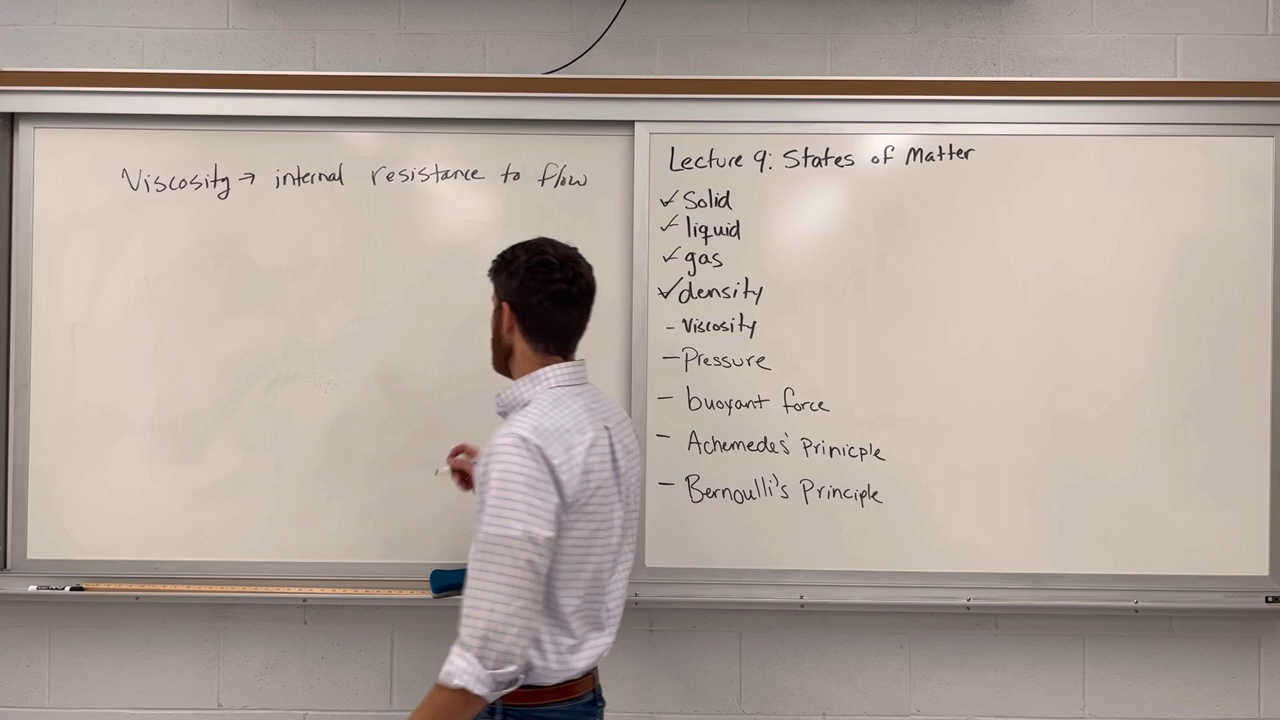 Viscosity → internal resistance to flow
Lecture 9: States of Matter
✓ Solid
✓ liquid
✓ gas
✓ density
- Viscosity
- Pressure
- buoyant force
- Achemedes' Prinicple
- Bernoulli's Principle